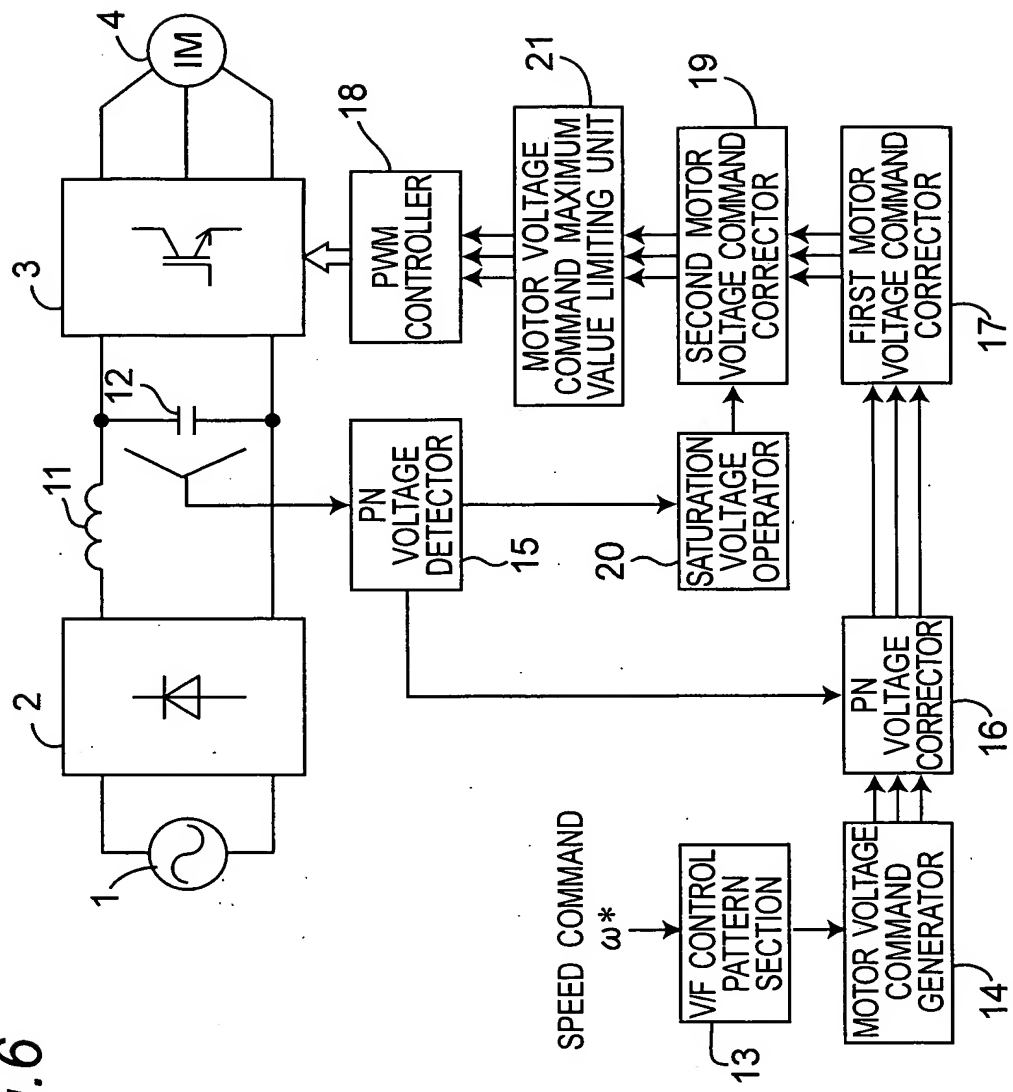 4
IM
3
12
11
2
1
18
PWM
CONTROLLER
21
MOTOR VOLTAGE
COMMAND MAXIMUM
VALUE LIMITING UNIT
19
SECOND MOTOR
VOLTAGE COMMAND
CORRECTOR
FIRST MOTOR
VOLTAGE COMMAND
CORRECTOR
17
PN
VOLTAGE
DETECTOR
15
SATURATION
VOLTAGE
OPERATOR
20
PN
VOLTAGE
CORRECTOR
16
SPEED COMMAND
ω*
V/F CONTROL
PATTERN
SECTION
13
MOTOR VOLTAGE
COMMAND
GENERATOR
14
.6